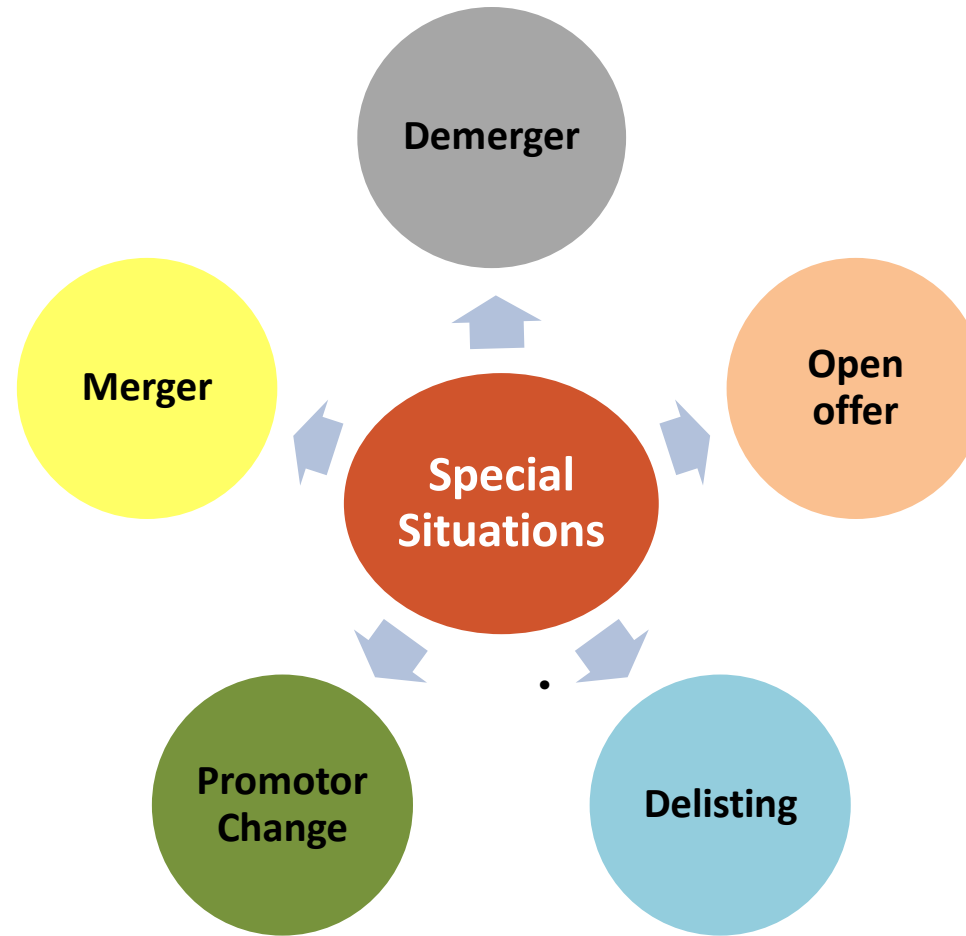 Demerger
Merger
Open
offer
Special
Situations
Promotor
Change
Delisting